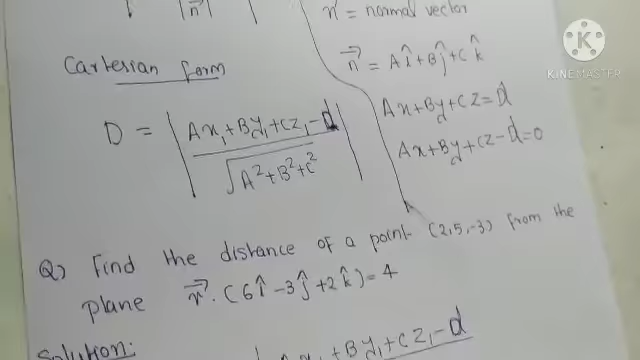 |n⃗|
n⃗ = normal vector
n⃗ = Aî + Bĵ + Ck̂
Cartesian form
D = | Ax₁ + By₁ + Cz₁ - d / √A² + B² + C² |
Ax + By + Cz = d
Ax + By + Cz - d = 0
Q) Find the distance of a point (2,5,-3) from the
plane r⃗ . (6î - 3ĵ + 2k̂) = 4
Solution:
By₁ + Cz₁ - d
K
KINEMASTER